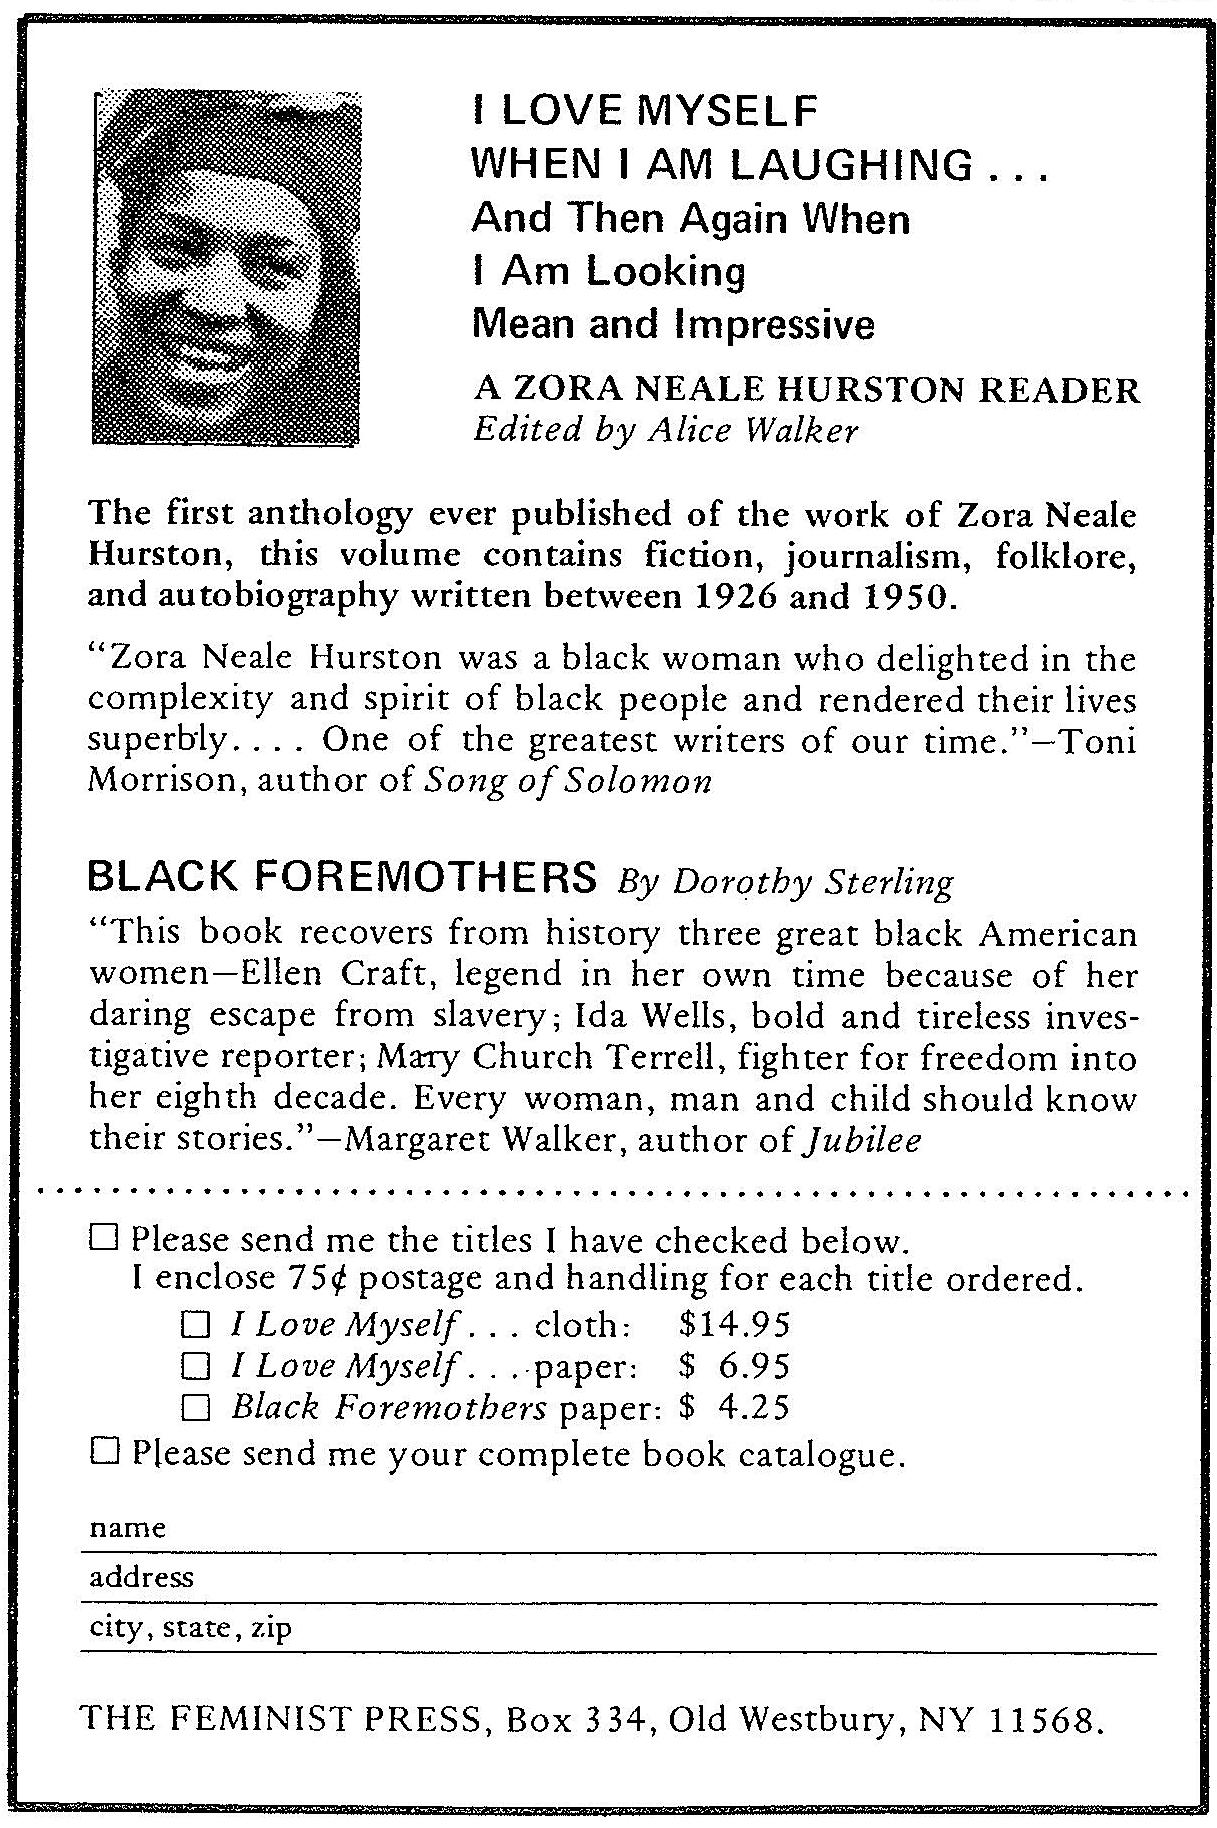 I LOVE MYSELF
WHEN I AM LAUGHING . . .
And Then Again When
I Am Looking
Mean and Impressive
A ZORA NEALE HURSTON READER
Edited by Alice Walker
The first anthology ever published of the work of Zora Neale
Hurston, this volume contains fiction, journalism, folklore,
and autobiography written between 1926 and 1950.
“Zora Neale Hurston was a black woman who delighted in the
complexity and spirit of black people and rendered their lives
superbly. . . . One of the greatest writers of our time.”—Toni
Morrison, author of Song of Solomon
BLACK FOREMOTHERS By Dorothy Sterling
“This book recovers from history three great black American
women—Ellen Craft, legend in her own time because of her
daring escape from slavery; Ida Wells, bold and tireless inves-
tigative reporter; Mary Church Terrell, fighter for freedom into
her eighth decade. Every woman, man and child should know
their stories.”—Margaret Walker, author of Jubilee
☐ Please send me the titles I have checked below.
I enclose 75¢ postage and handling for each title ordered.
☐ I Love Myself . . . cloth: $14.95
☐ I Love Myself . . . paper: $ 6.95
☐ Black Foremothers paper: $ 4.25
☐ Please send me your complete book catalogue.
name
address
city, state, zip
THE FEMINIST PRESS, Box 334, Old Westbury, NY 11568.